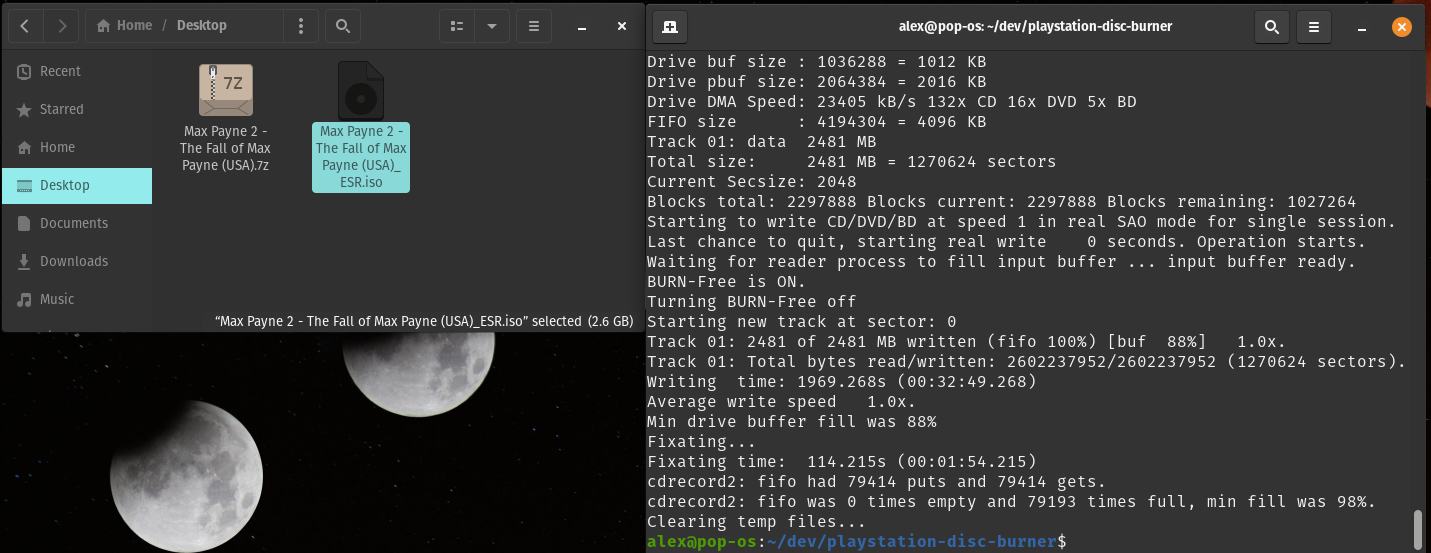 Home / Desktop
Recent
Starred
Home
Desktop
Documents
Downloads
Music
7Z
Max Payne 2 -
The Fall of Max
Payne (USA).7z
Max Payne 2 -
The Fall of Max
Payne (USA)_
ESR.iso
“Max Payne 2 - The Fall of Max Payne (USA)_ESR.iso” selected (2.6 GB)
alex@pop-os: ~/dev/playstation-disc-burner
Drive buf size : 1036288 = 1012 KB
Drive pbuf size: 2064384 = 2016 KB
Drive DMA Speed: 23405 kB/s 132x CD 16x DVD 5x BD
FIFO size      : 4194304 = 4096 KB
Track 01: data  2481 MB
Total size:     2481 MB = 1270624 sectors
Current Secsize: 2048
Blocks total: 2297888 Blocks current: 2297888 Blocks remaining: 1027264
Starting to write CD/DVD/BD at speed 1 in real SAO mode for single session.
Last chance to quit, starting real write    0 seconds. Operation starts.
Waiting for reader process to fill input buffer ... input buffer ready.
BURN-Free is ON.
Turning BURN-Free off
Starting new track at sector: 0
Track 01: 2481 of 2481 MB written (fifo 100%) [buf  88%]   1.0x.
Track 01: Total bytes read/written: 2602237952/2602237952 (1270624 sectors).
Writing  time: 1969.268s (00:32:49.268)
Average write speed   1.0x.
Min drive buffer fill was 88%
Fixating...
Fixating time:  114.215s (00:01:54.215)
cdrecord2: fifo had 79414 puts and 79414 gets.
cdrecord2: fifo was 0 times empty and 79193 times full, min fill was 98%.
Clearing temp files...
alex@pop-os:~/dev/playstation-disc-burner$